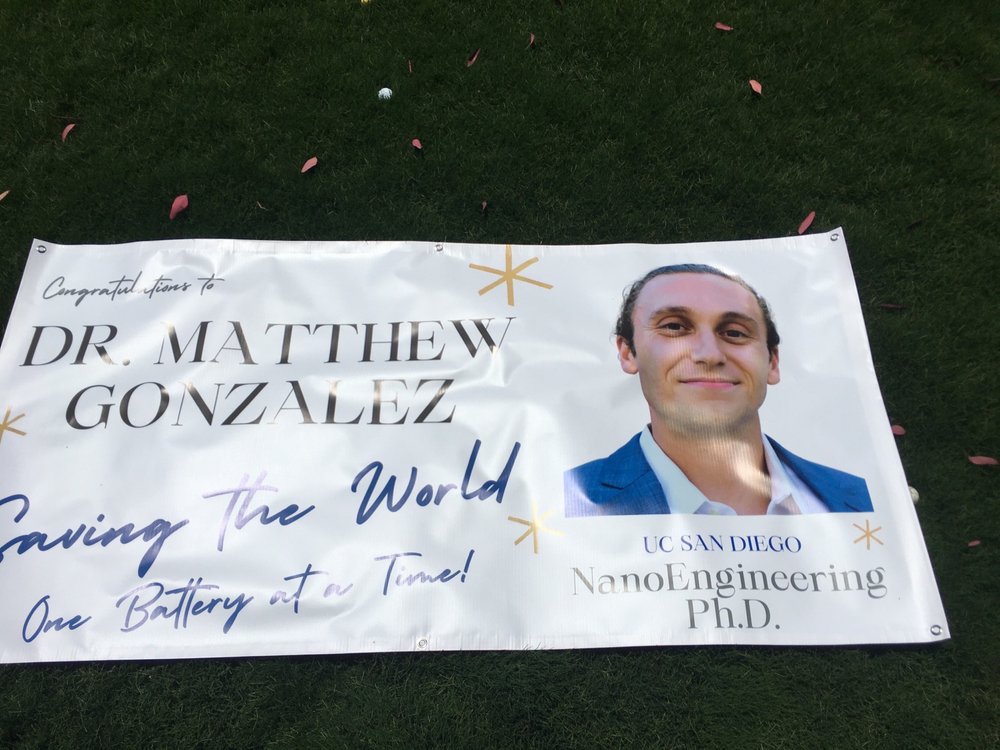 Congratulations to
DR. MATTHEW
GONZALEZ
Saving the World
One Battery at a Time!
UC SAN DIEGO
NanoEngineering
Ph.D.